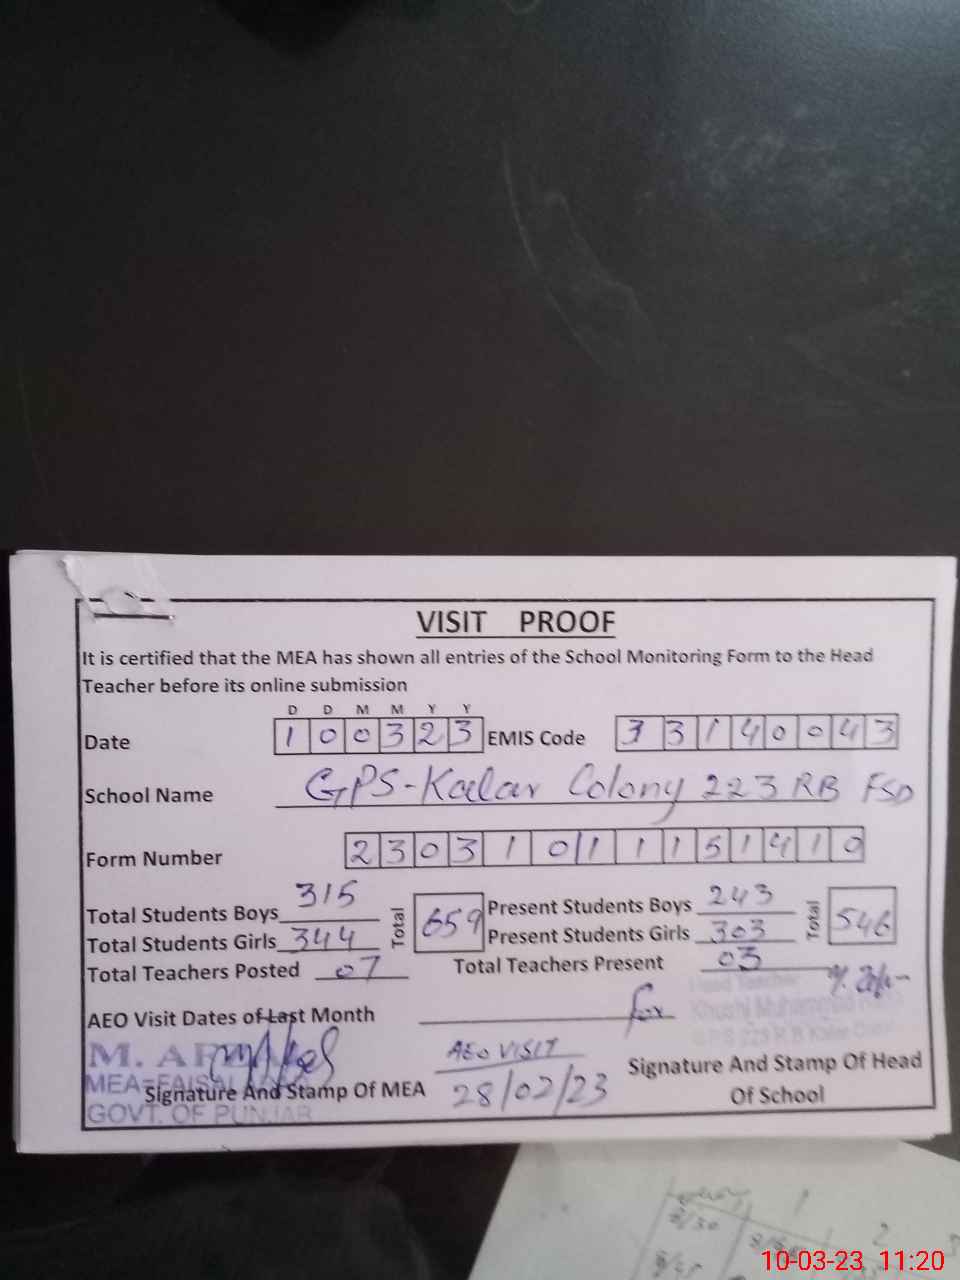 VISIT PROOF
It is certified that the MEA has shown all entries of the School Monitoring Form to the Head
Teacher before its online submission
D D M M Y Y
Date 1 0 0 3 2 3 EMIS Code 3 3 1 4 0 0 4 3
School Name GPS-Kalar Colony 223 RB FSD
Form Number 2 3 0 3 1 0 1 1 1 5 1 4 1 0
Total Students Boys 315 Total 659 Present Students Boys 243 Total 546
Total Students Girls 344 Present Students Girls 303
Total Teachers Posted 07 Total Teachers Present 03
Head Teacher
AEO Visit Dates of Last Month for Khushi Muhammad
M. AEO VISIT
MEA-FAISAL
Signature And Stamp Of MEA 28/02/23 Signature And Stamp Of Head
Of School
GOVT. OF PUNJAB
10-03-23 11:20